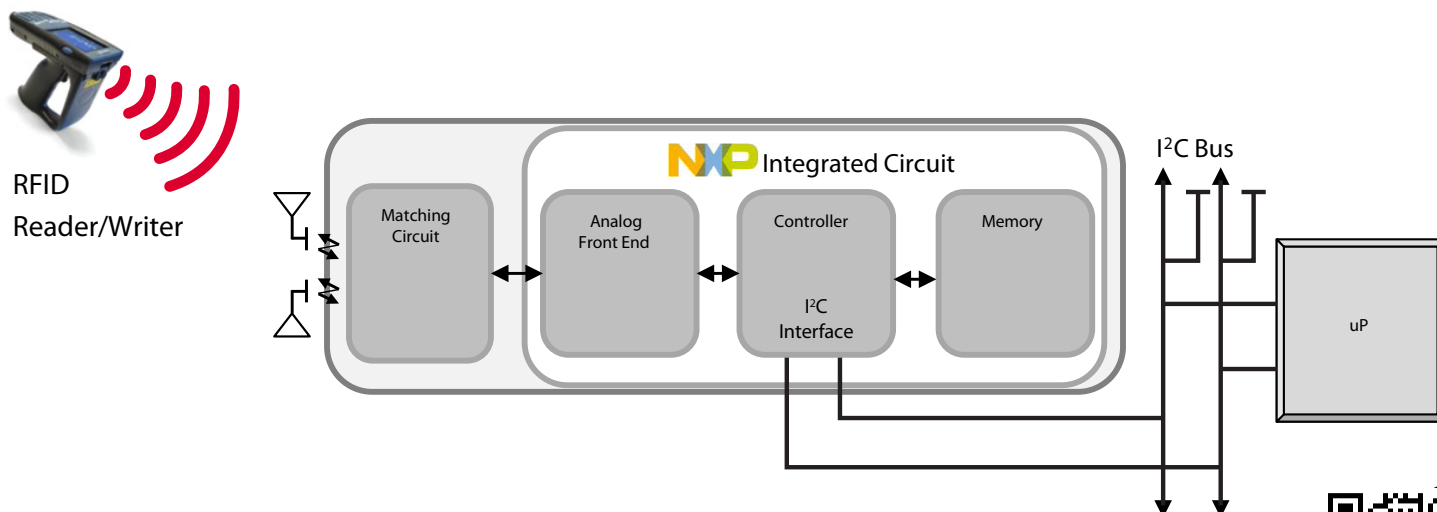 RFID
Reader/Writer
NXP Integrated Circuit
Matching
Circuit
Analog
Front End
Controller
I²C
Interface
Memory
I²C Bus
uP